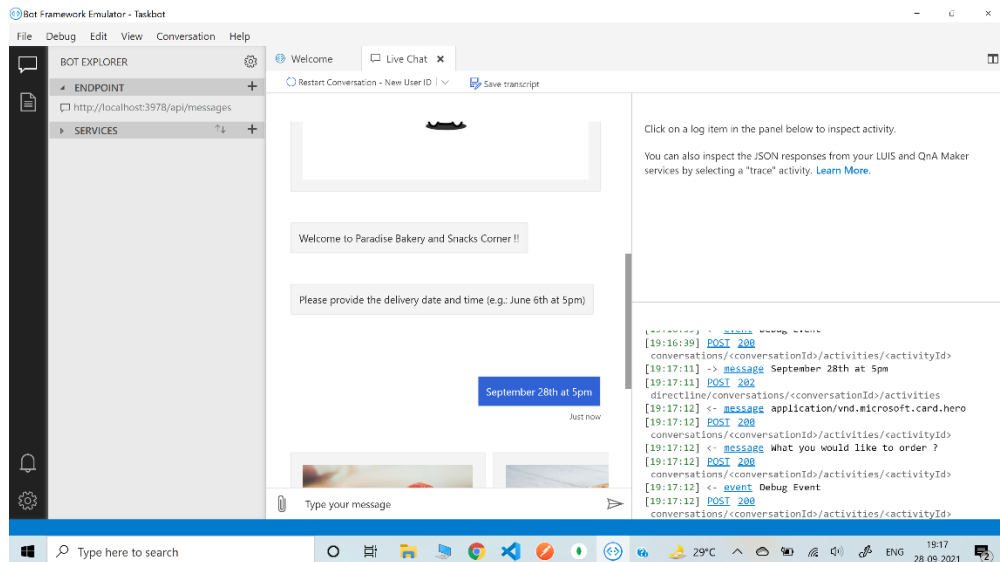 Bot Framework Emulator - Taskbot
File Debug Edit View Conversation Help
BOT EXPLORER
ENDPOINT
http://localhost:3978/api/messages
SERVICES
Welcome
Live Chat
Restart Conversation - New User ID
Save transcript
Welcome to Paradise Bakery and Snacks Corner !!
Please provide the delivery date and time (e.g.: June 6th at 5pm)
September 28th at 5pm
Just now
Type your message
Click on a log item in the panel below to inspect activity.
You can also inspect the JSON responses from your LUIS and QnA Maker
services by selecting a "trace" activity. Learn More.
[19:16:39] <- event Debug Event
[19:16:39] POST 200
conversations/<conversationId>/activities/<activityId>
[19:17:11] -> message September 28th at 5pm
[19:17:11] POST 202
directline/conversations/<conversationId>/activities
[19:17:12] <- message application/vnd.microsoft.card.hero
[19:17:12] POST 200
conversations/<conversationId>/activities/<activityId>
[19:17:12] <- message What you would like to order ?
[19:17:12] POST 200
conversations/<conversationId>/activities/<activityId>
[19:17:12] <- event Debug Event
[19:17:12] POST 200
conversations/<conversationId>/activities/<activityId>
Type here to search
29°C
ENG
19:17
28-09-2021
2